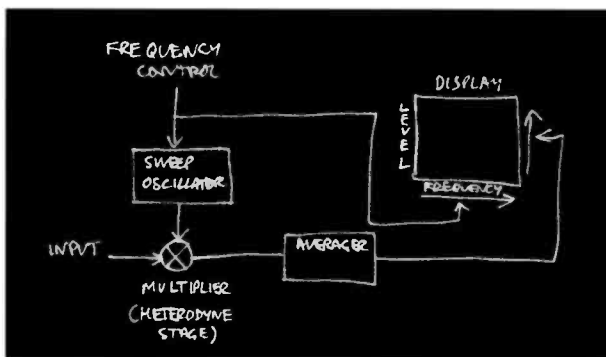 FREQUENCY
CONTROL
DISPLAY
LEVEL
SWEEP
OSCILLATOR
FREQUENCY
INPUT
AVERAGER
MULTIPLIER
(HETERODYNE
STAGE)